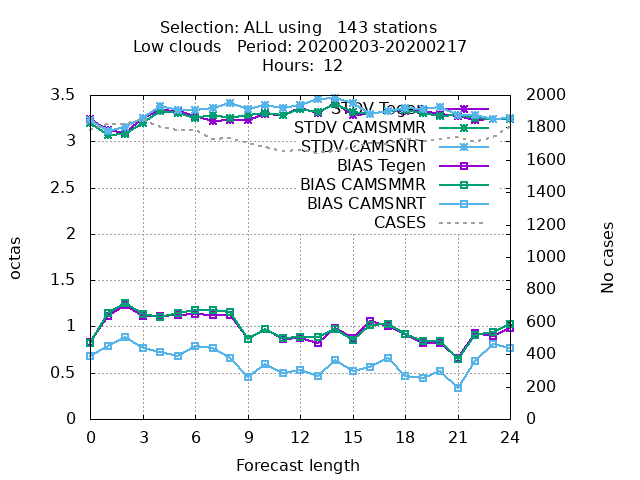 Selection: ALL using   143 stations
Low clouds   Period: 20200203-20200217
Hours:  12
3.5
3
2.5
2
1.5
1
0.5
0
octas
2000
1800
1600
1400
1200
1000
800
600
400
200
0
No cases
STDV Tegen
STDV CAMSMMR
STDV CAMSNRT
BIAS Tegen
BIAS CAMSMMR
BIAS CAMSNRT
CASES
0 3 6 9 12 15 18 21 24
Forecast length